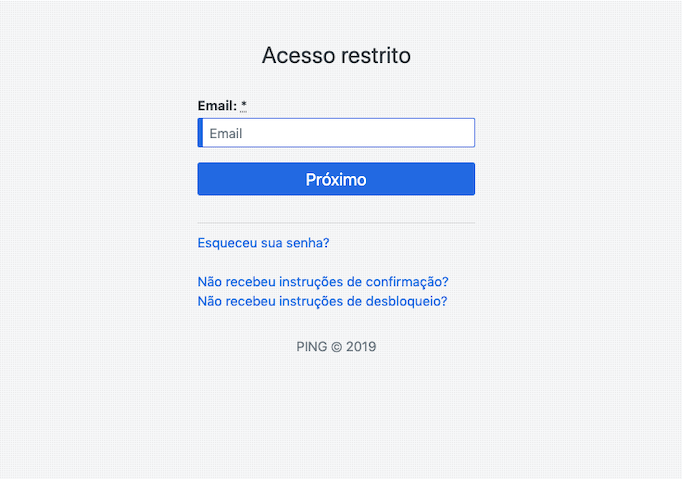 Acesso restrito
Email: *
Email
Próximo
Esqueceu sua senha?
Não recebeu instruções de confirmação?
Não recebeu instruções de desbloqueio?
PING © 2019